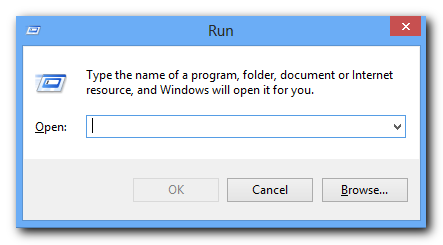 Run
Type the name of a program, folder, document or Internet
resource, and Windows will open it for you.
Open:
OK Cancel Browse...